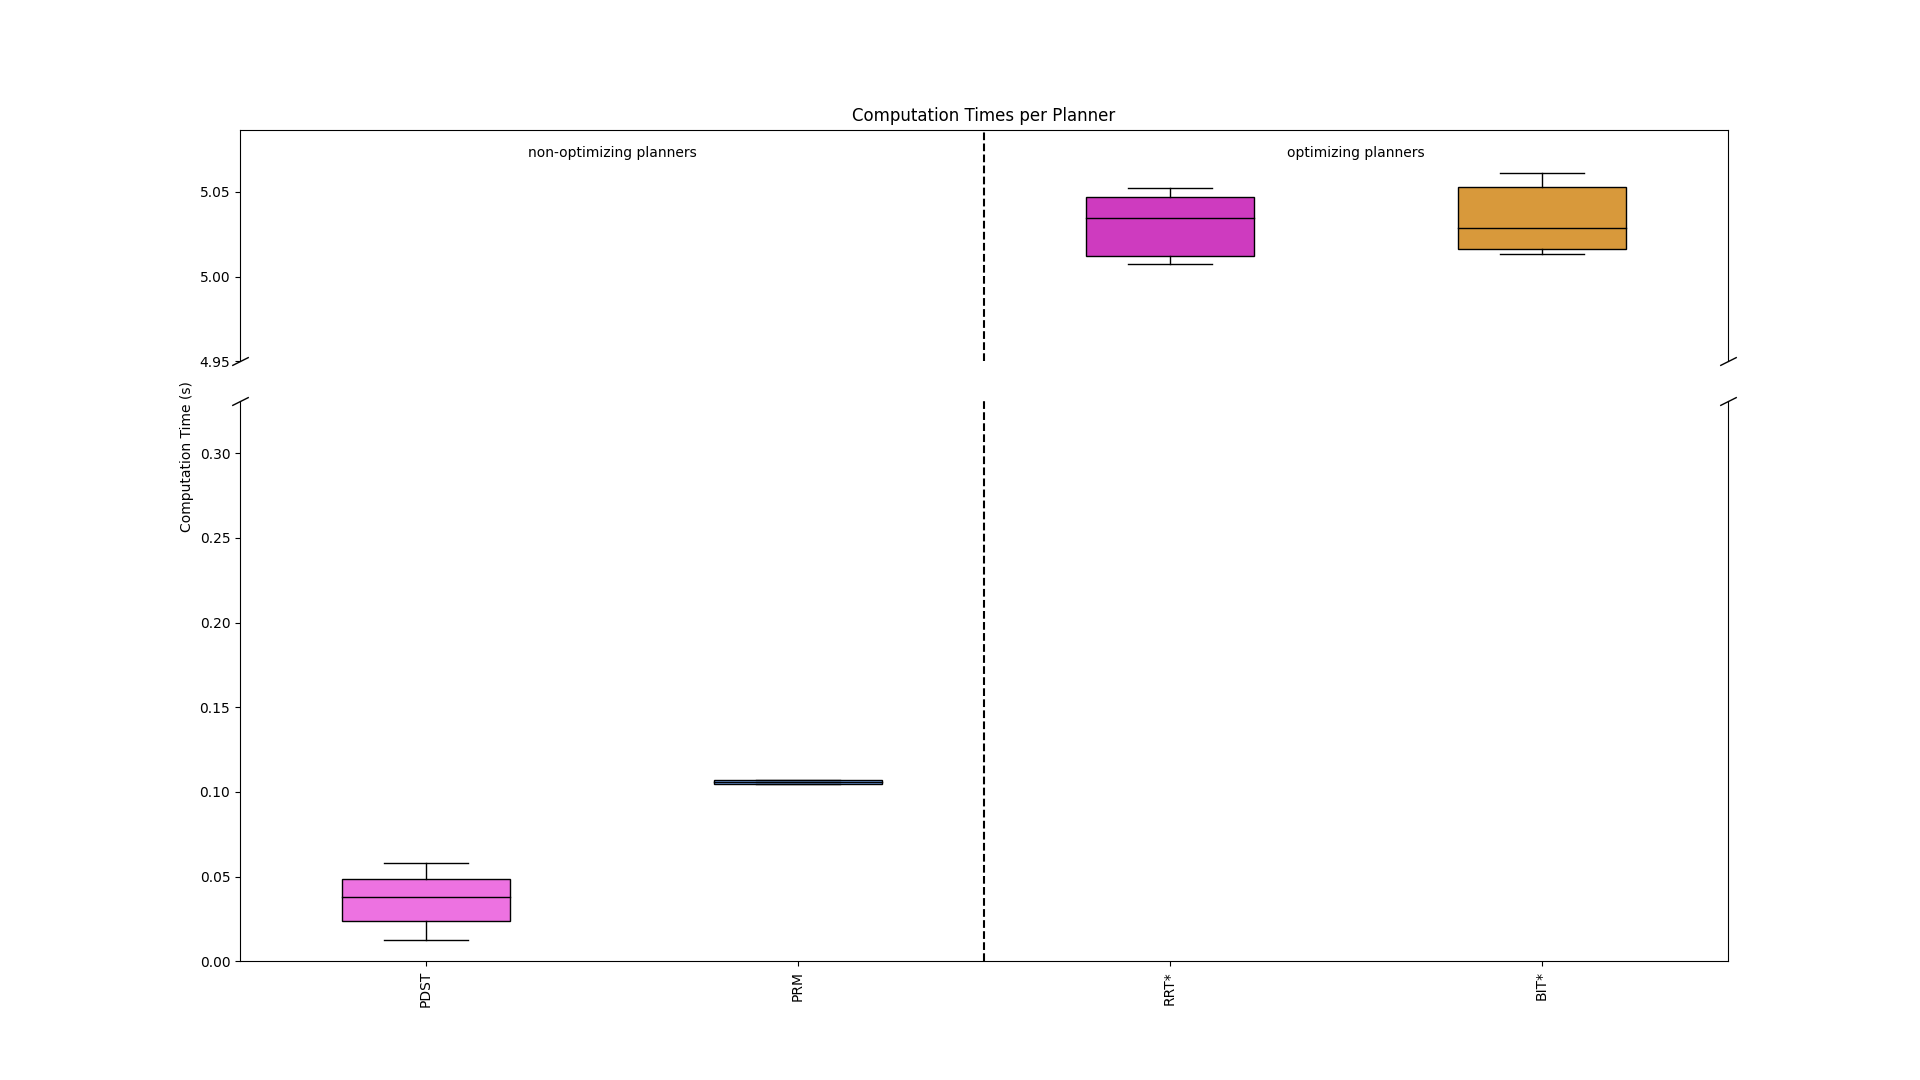 Computation Times per Planner
non-optimizing planners
optimizing planners
5.05
5.00
4.95
Computation Time (s)
0.30
0.25
0.20
0.15
0.10
0.05
0.00
PDST
PRM
RRT*
BIT*